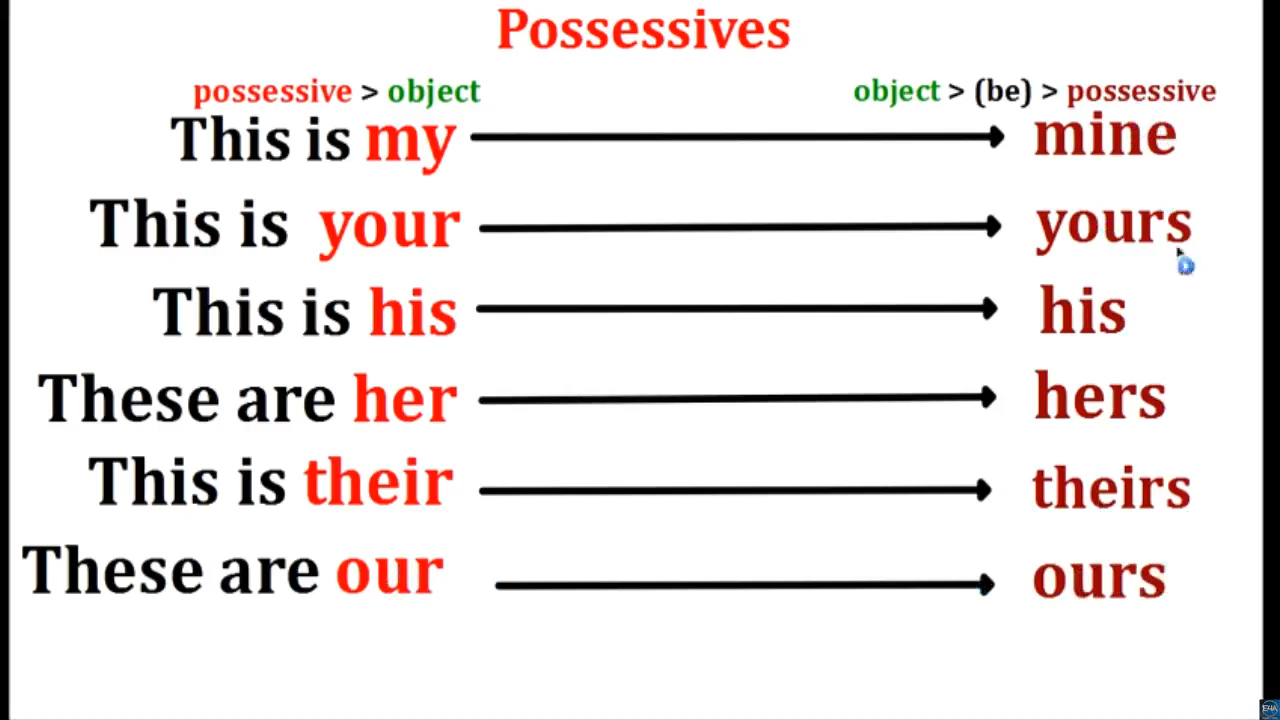 Possessives
possessive > object
object > (be) > possessive
This is my
mine
This is your
yours
This is his
his
These are her
hers
This is their
theirs
These are our
ours